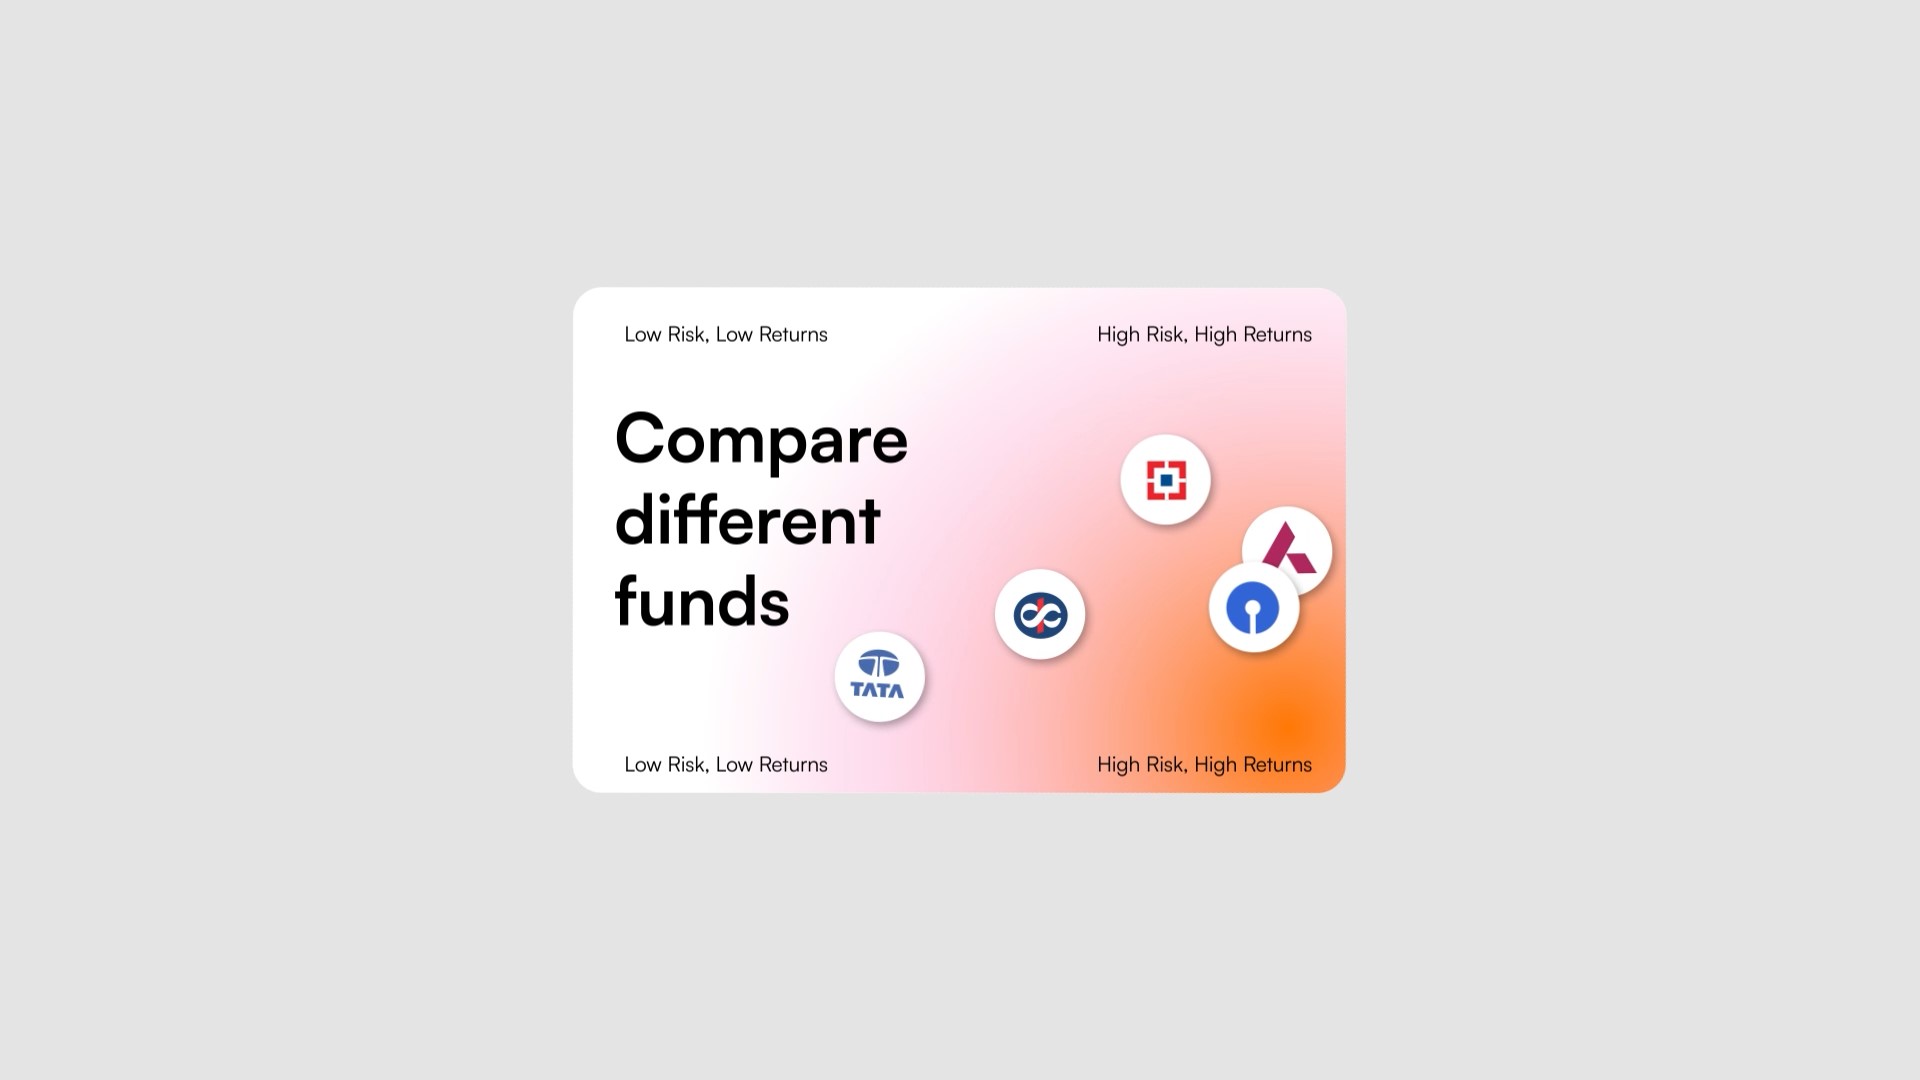 Low Risk, Low Returns
High Risk, High Returns
Compare
different
funds
TATA
Low Risk, Low Returns
High Risk, High Returns